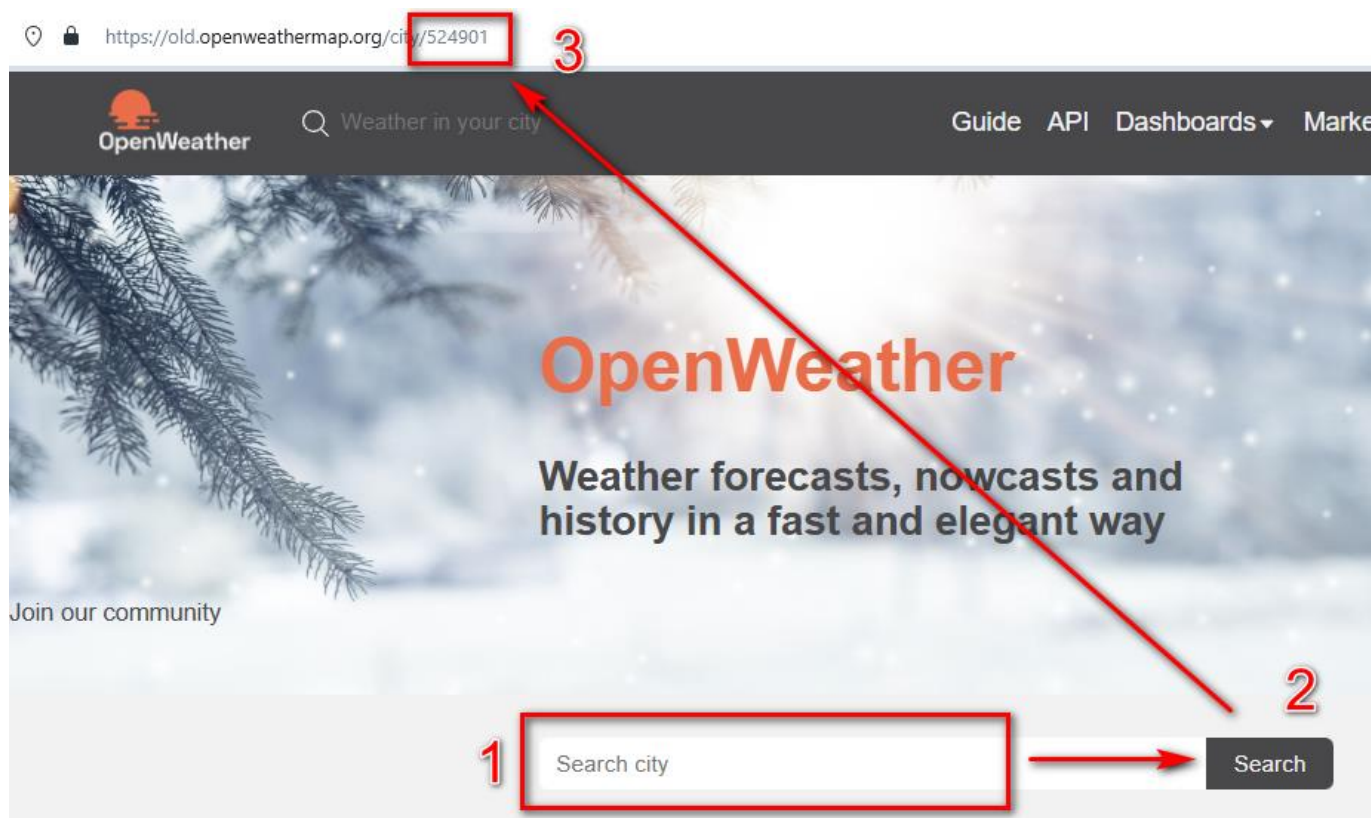 https://old.openweathermap.org/city/524901
3
OpenWeather
Weather in your city
Guide API Dashboards
OpenWeather
Weather forecasts, nowcasts and
history in a fast and elegant way
Join our community
2
1
Search city
Search